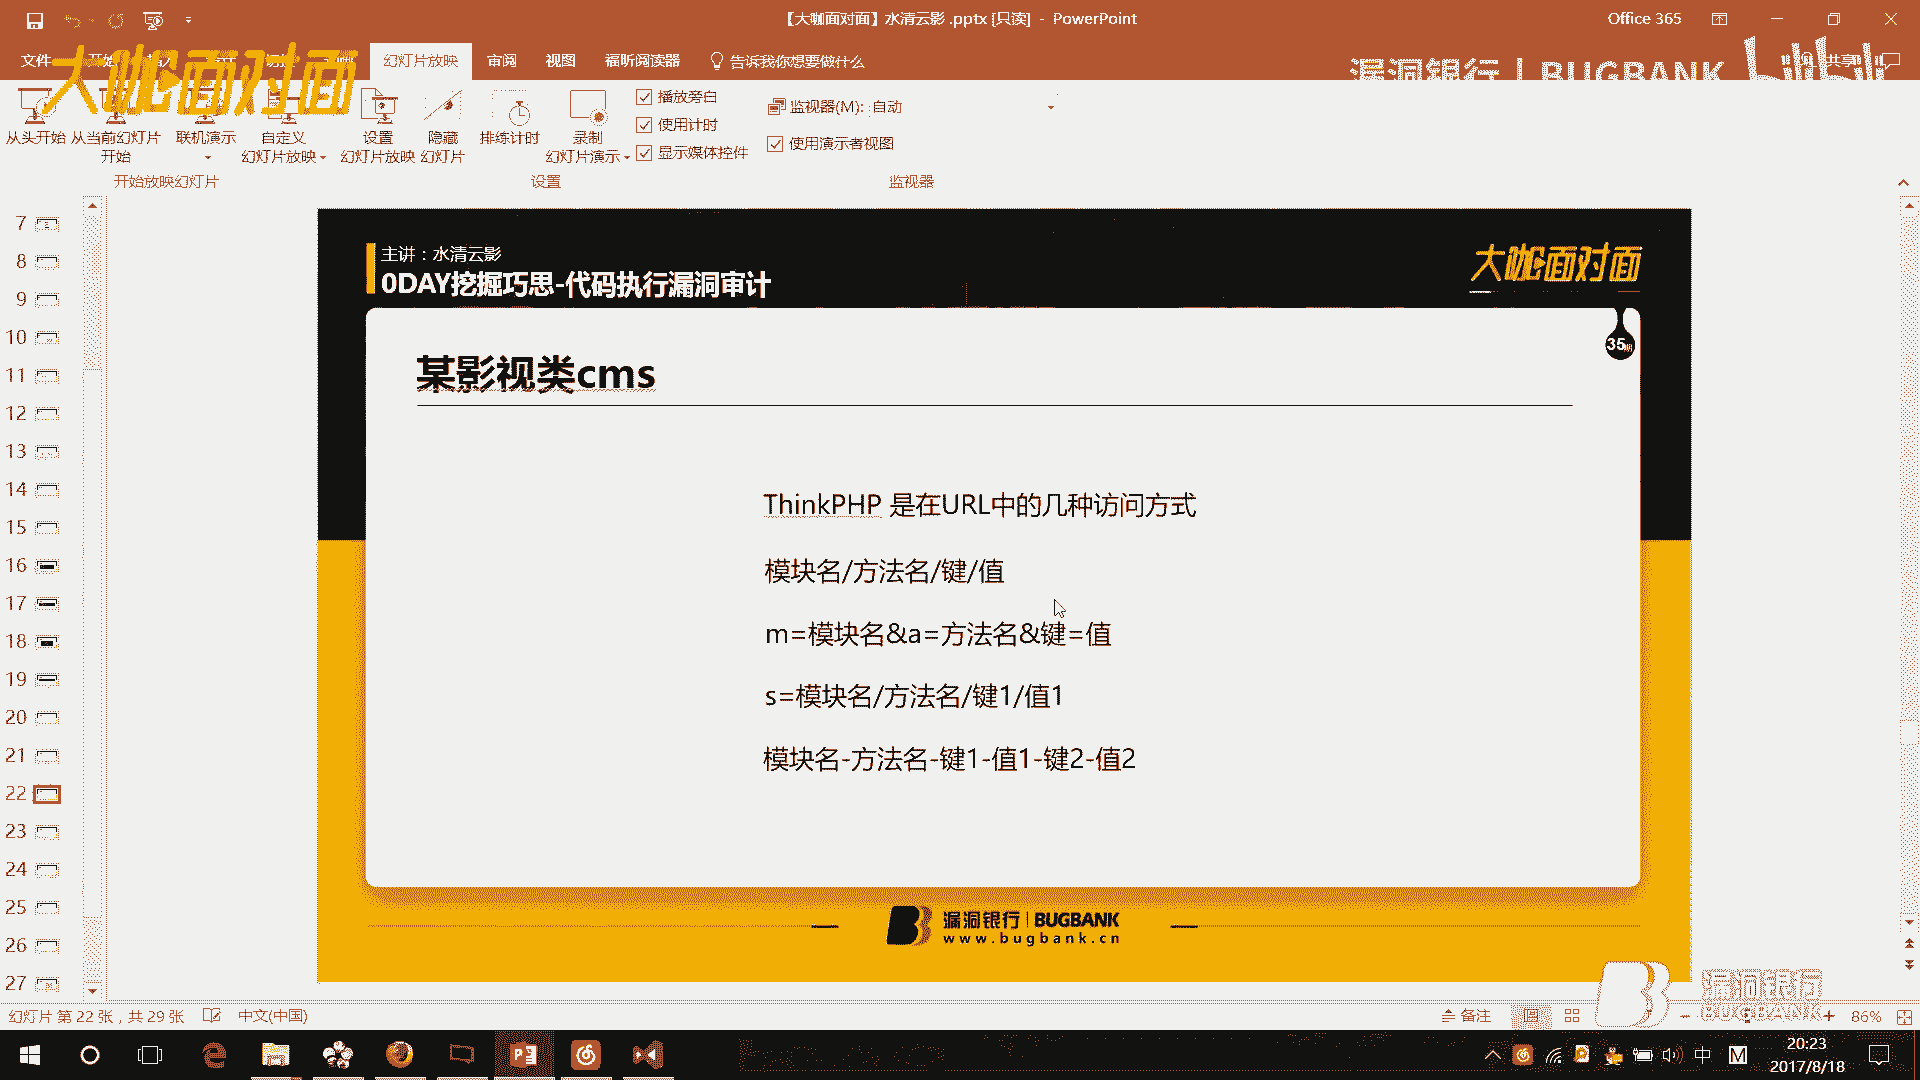 【大咖面对面】水清云影 .pptx [只读] - PowerPoint
Office 365
文件
幻灯片放映
审阅
视图
福昕阅读器
告诉我你想要做什么
共享
大咖面对面
漏洞银行 | BUGBANK bilibili
从头开始
从当前幻灯片
开始
联机演示
自定义
幻灯片放映
设置
幻灯片放映
隐藏
幻灯片
排练计时
录制
幻灯片演示
播放旁白
使用计时
显示媒体控件
监视器(M): 自动
使用演示者视图
开始放映幻灯片
设置
监视器
7
8
9
10
11
12
13
14
15
16
17
18
19
20
21
22
23
24
25
26
27
主讲：水清云影
0DAY挖掘巧思-代码执行漏洞审计
大咖面对面
35期
某影视类cms
ThinkPHP 是在URL中的几种访问方式
模块名/方法名/键/值
m=模块名&a=方法名&键=值
s=模块名/方法名/键1/值1
模块名-方法名-键1-值1-键2-值2
漏洞银行 | BUGBANK
www.bugbank.cn
漏洞银行
BUGBANK
幻灯片 第 22 张，共 29 张
中文(中国)
备注
86%
中
M
20:23
2017/8/18